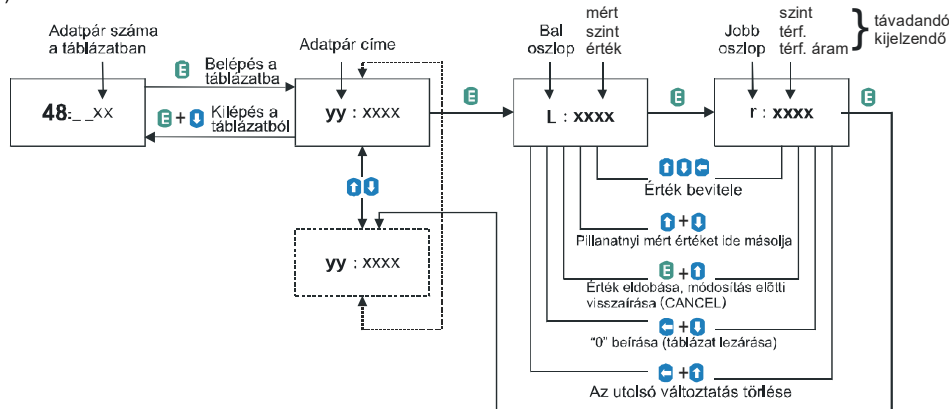 )
Adatpár száma
a táblázatban
Adatpár címe
Bal
oszlop
mért
szint
érték
Jobb
oszlop
szint
térf.
térf. áram
távadandó
kijelzendő
E Belépés a
táblázatba
E + Kilépés a
táblázatból
48:_ _xx
yy : xxxx
E
L : xxxx
E
r : xxxx
E
Érték bevitele
+
Pillanatnyi mért értéket ide másolja
yy : xxxx
E +
Érték eldobása, módosítás előtti
visszaírása (CANCEL)
+
"0" beírása (táblázat lezárása)
+
Az utolsó változtatás törlése